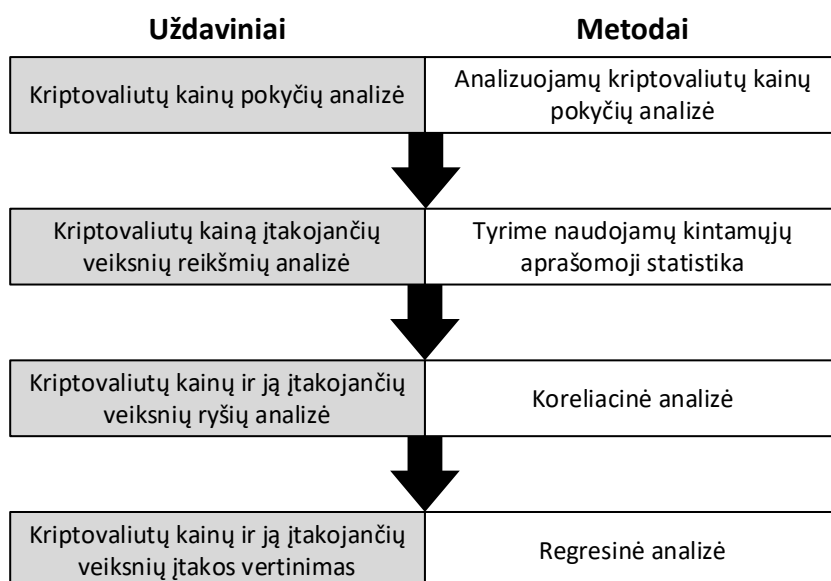 Uždaviniai
Metodai
Kriptovaliutų kainų pokyčių analizė
Analizuojamų kriptovaliutų kainų
pokyčių analizė
Kriptovaliutų kainą įtakojančių
veiksnių reikšmių analizė
Tyrime naudojamų kintamųjų
aprašomoji statistika
Kriptovaliutų kainų ir ją įtakojančių
veiksnių ryšių analizė
Koreliacinė analizė
Kriptovaliutų kainų ir ją įtakojančių
veiksnių įtakos vertinimas
Regresinė analizė